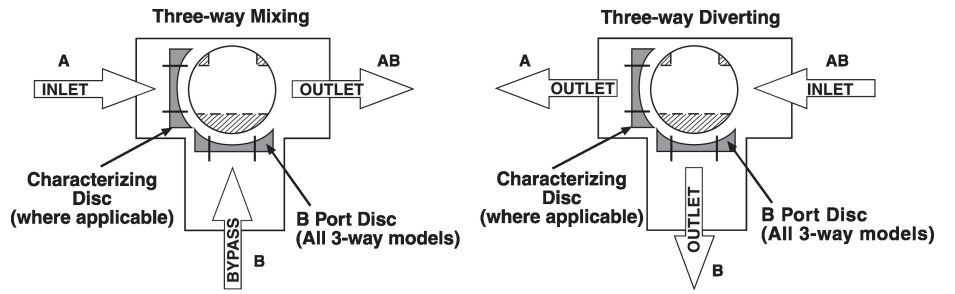 Three-way Mixing
A
INLET
AB
OUTLET
Characterizing
Disc
(where applicable)
BYPASS
B
B Port Disc
(All 3-way models)
Three-way Diverting
A
OUTLET
AB
INLET
Characterizing
Disc
(where applicable)
OUTLET
B
B Port Disc
(All 3-way models)